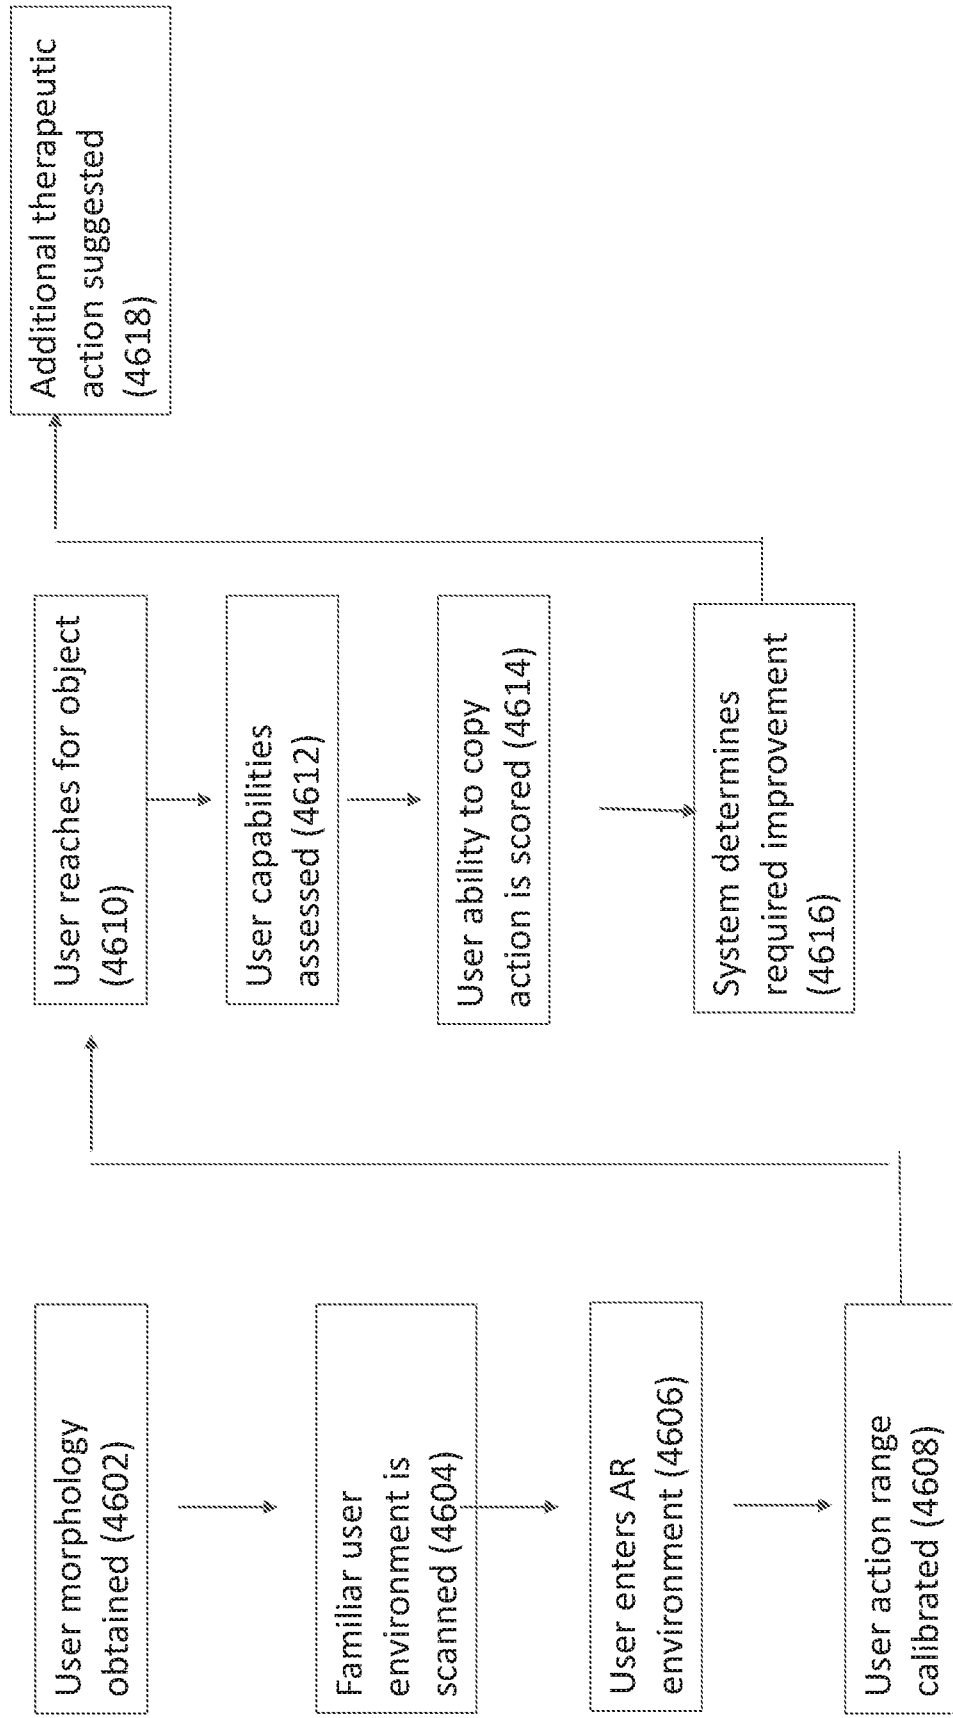 User morphology
obtained (4602)
Familiar user
environment is
scanned (4604)
User enters AR
environment (4606)
User action range
calibrated (4608)
User reaches for object
(4610)
User capabilities
assessed (4612)
User ability to copy
action is scored (4614)
System determines
required improvement
(4616)
Additional therapeutic
action suggested
(4618)